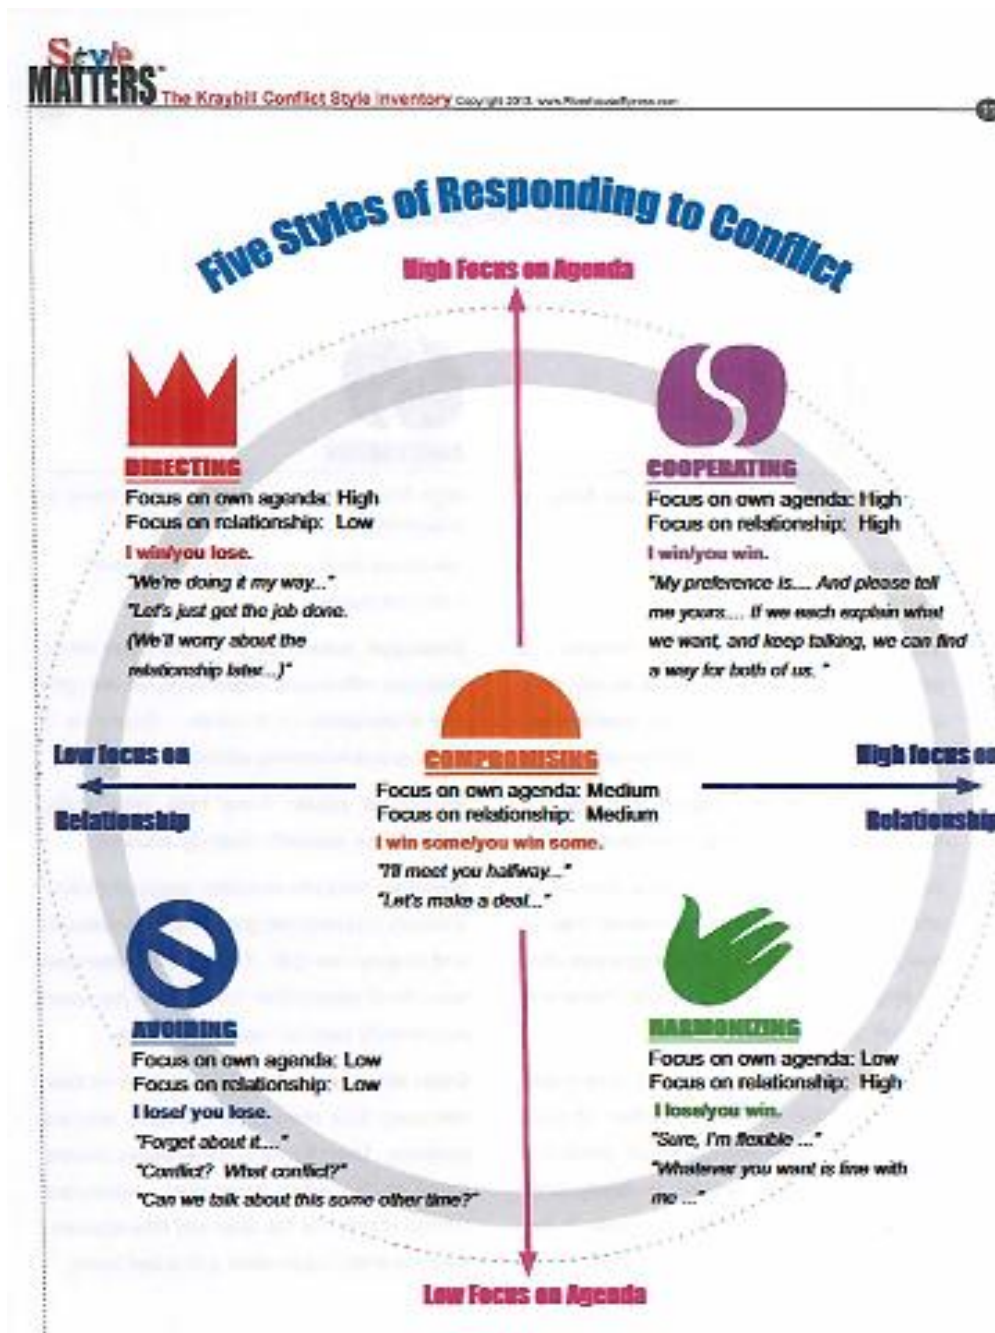 Style
MATTERS™
The Kraybill Conflict Style Inventory Copyright 2013. www.RiverhouseEpress.com
Five Styles of Responding to Conflict
High Focus on Agenda
DIRECTING
Focus on own agenda: High
Focus on relationship: Low
I win/you lose.
"We're doing it my way..."
"Let's just get the job done.
(We'll worry about the
relationship later...)"
COOPERATING
Focus on own agenda: High
Focus on relationship: High
I win/you win.
"My preference is.... And please tell
me yours.... If we each explain what
we want, and keep talking, we can find
a way for both of us. "
Low focus on
Relationship
COMPROMISING
Focus on own agenda: Medium
Focus on relationship: Medium
I win some/you win some.
"I'll meet you halfway..."
"Let's make a deal..."
High focus on
Relationship
AVOIDING
Focus on own agenda: Low
Focus on relationship: Low
I lose/ you lose.
"Forget about it...."
"Conflict? What conflict?"
"Can we talk about this some other time?"
HARMONIZING
Focus on own agenda: Low
Focus on relationship: High
I lose/you win.
"Sure, I'm flexible ..."
"Whatever you want is fine with
me ..."
Low Focus on Agenda